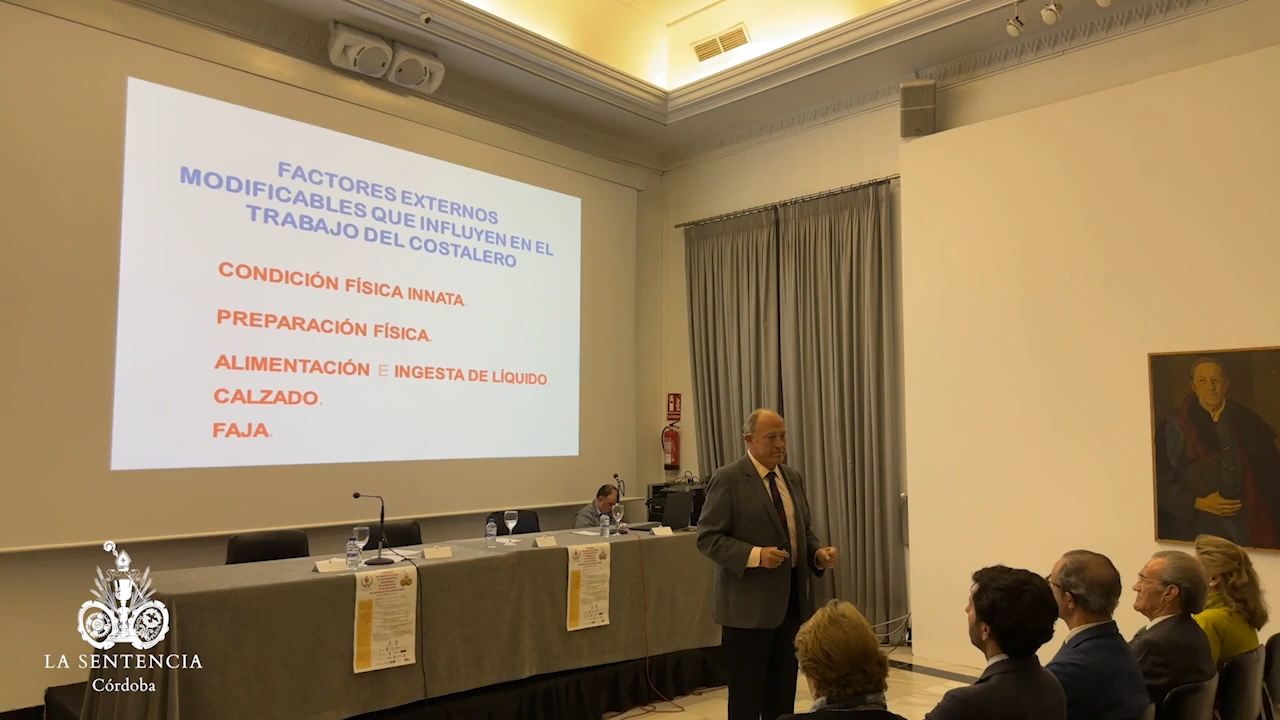 FACTORES EXTERNOS
MODIFICABLES QUE INFLUYEN EN EL
TRABAJO DEL COSTALERO
CONDICIÓN FÍSICA INNATA.
PREPARACIÓN FÍSICA.
ALIMENTACIÓN E INGESTA DE LÍQUIDO.
CALZADO.
FAJA.
LA SENTENCIA
Córdoba